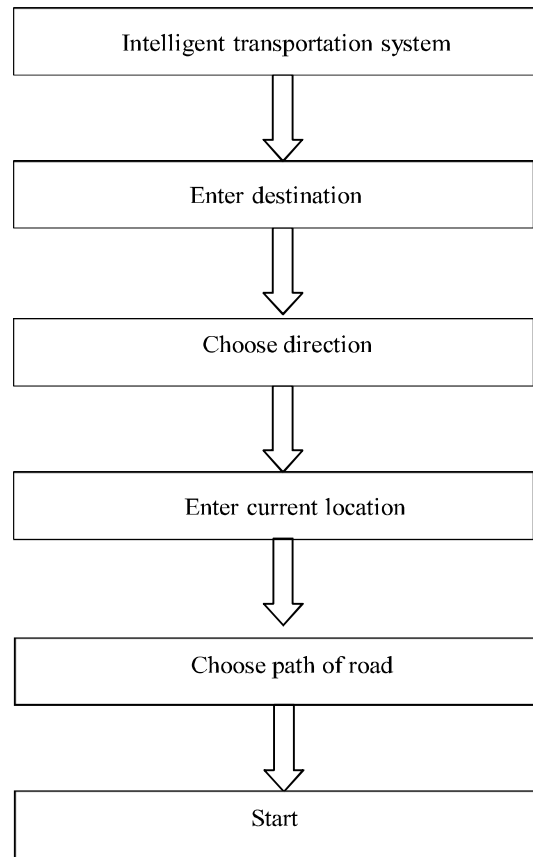 Intelligent transportation system
Enter destination
Choose direction
Enter current location
Choose path of road
Start